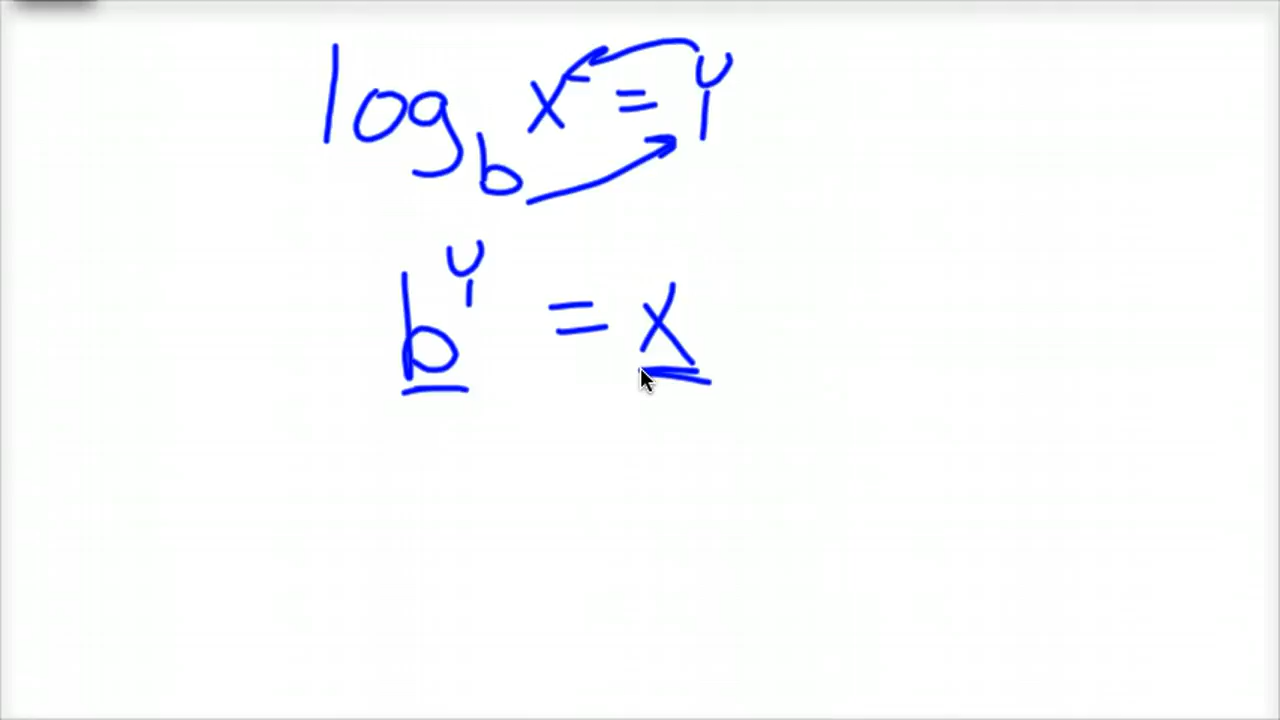 log_b x = y
b^y = x